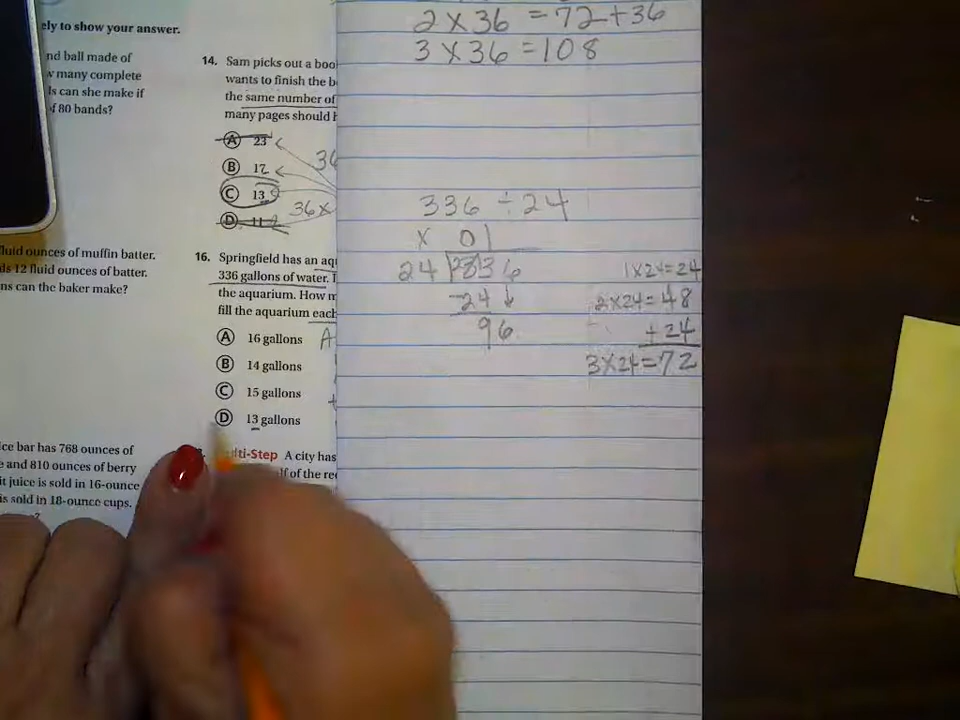 ely to show your answer.
nd ball made of
w many complete
ls can she make if
of 80 bands?
fluid ounces of muffin batter.
ds 12 fluid ounces of batter.
ns can the baker make?
ice bar has 768 ounces of
e and 810 ounces of berry
it juice is sold in 16-ounce
is sold in 18-ounce cups.
14. Sam picks out a boo
wants to finish the b
the same number of
many pages should h
A 23
B 12
C 13
D 11
36
36x
16. Springfield has an aq
336 gallons of water. I
the aquarium. How m
fill the aquarium each
A 16 gallons
B 14 gallons
C 15 gallons
D 13 gallons
lti-Step A city has
lf of the re
2 x 36 = 72 + 36
3 x 36 = 108
336 ÷ 24
x 01
24 336
-24 ↓
96
1x24=24
2x24=48
+24
3x24=72